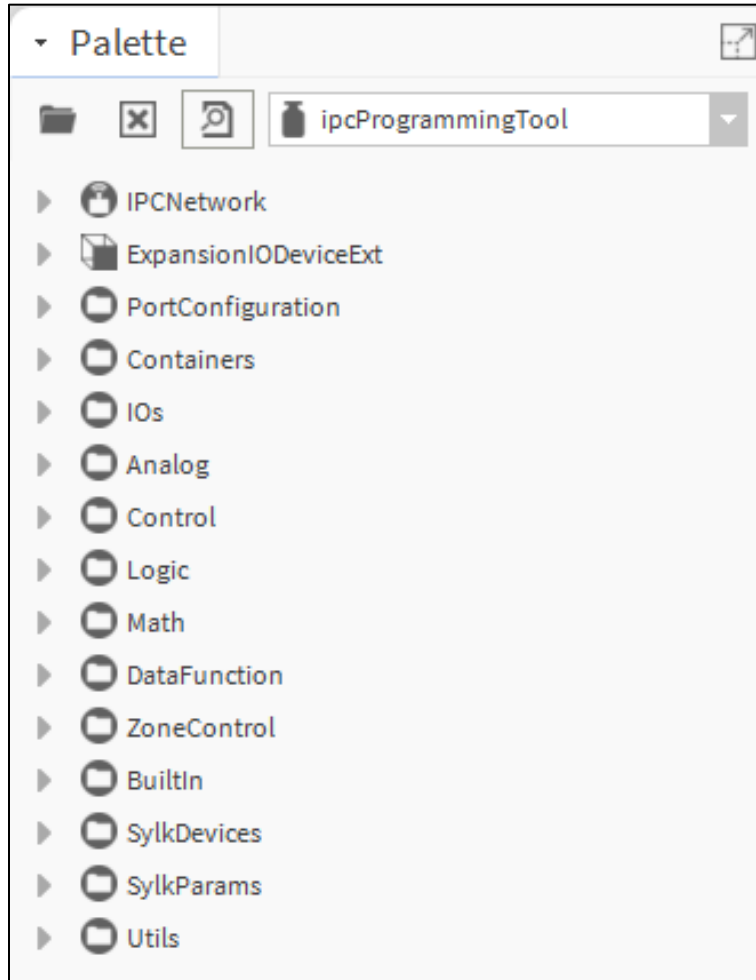 Palette
ipcProgrammingTool
IPCNetwork
ExpansionIODeviceExt
PortConfiguration
Containers
IOs
Analog
Control
Logic
Math
DataFunction
ZoneControl
BuiltIn
SylkDevices
SylkParams
Utils